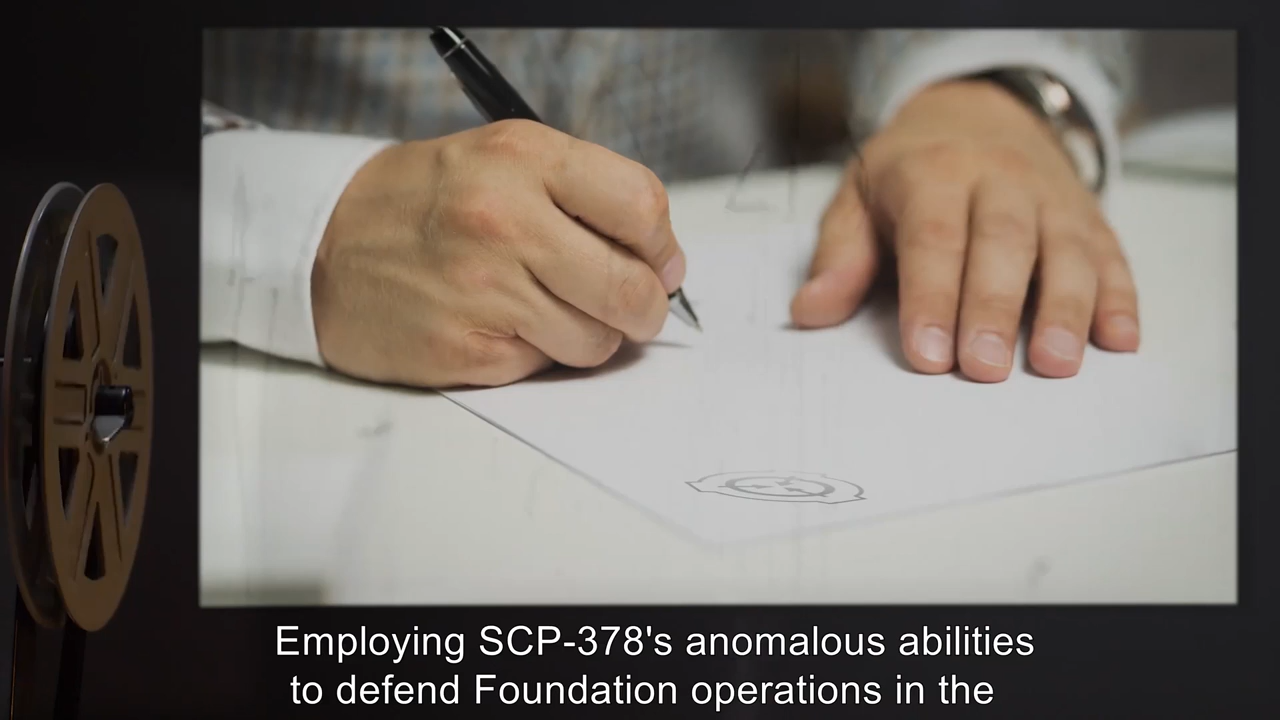 Employing SCP-378's anomalous abilities
to defend Foundation operations in the